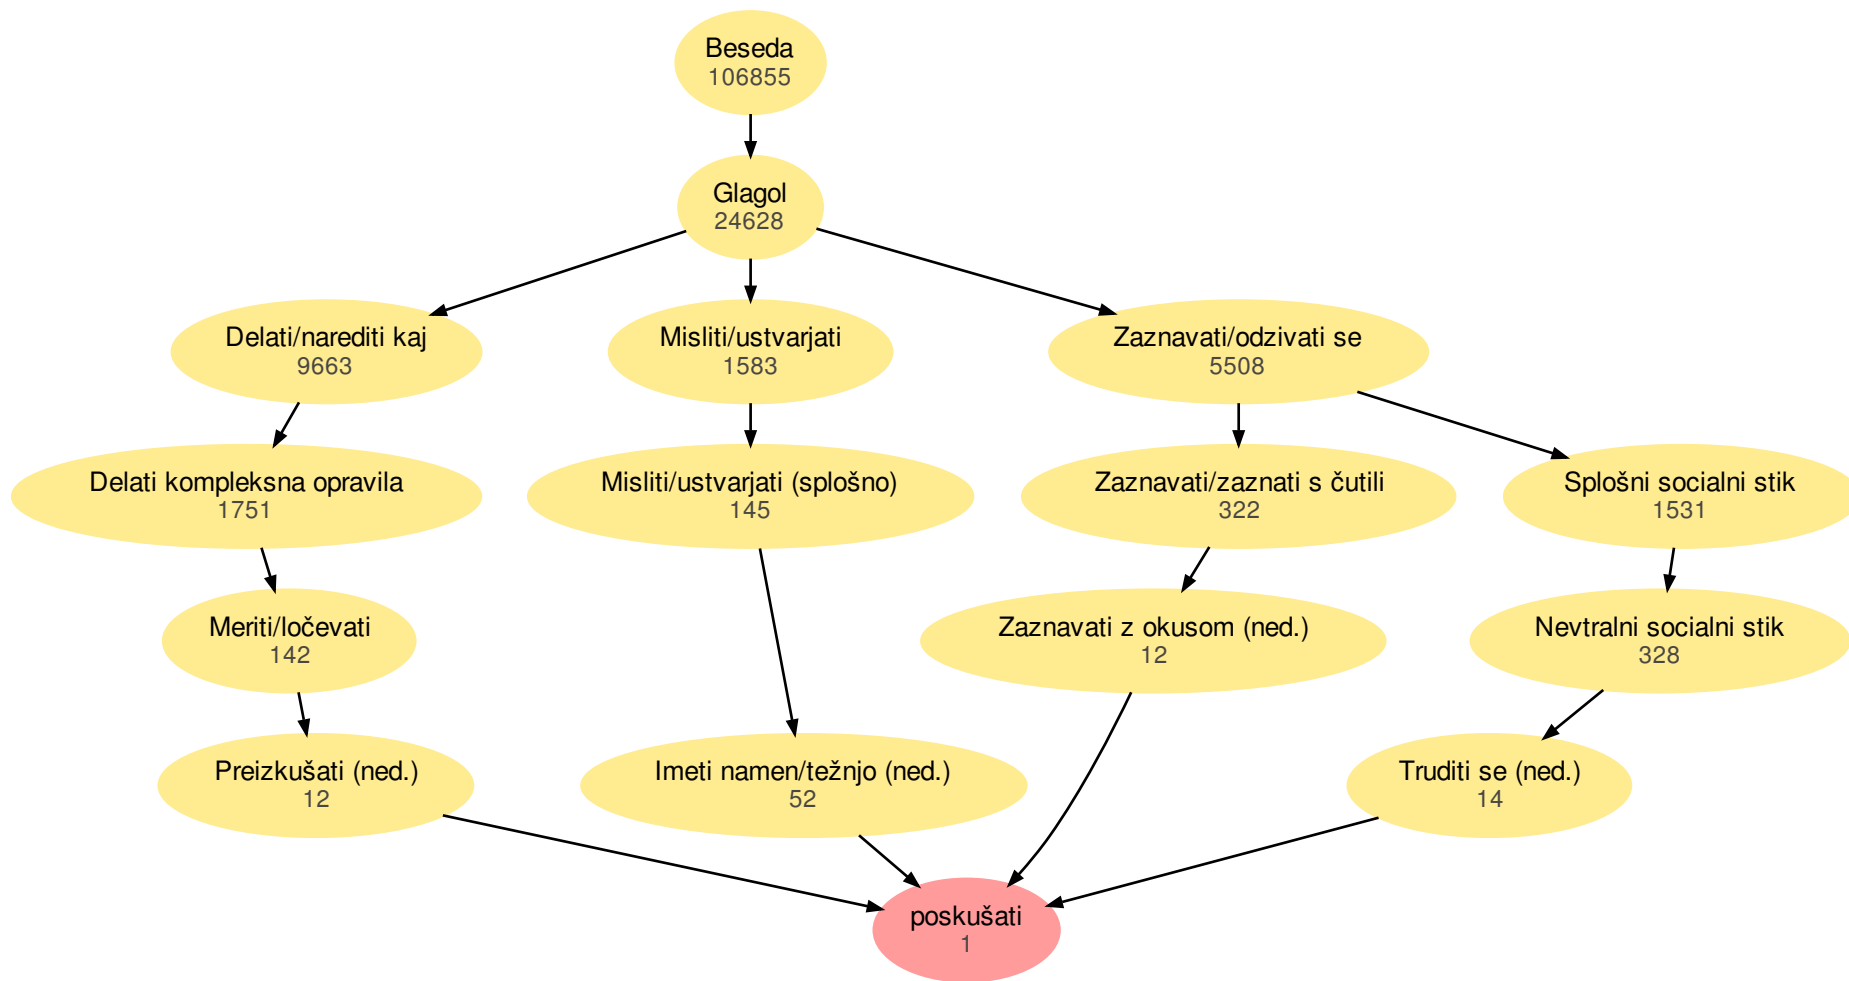 Beseda
106855
Glagol
24628
Delati/narediti kaj
9663
Misliti/ustvarjati
1583
Zaznavati/odzivati se
5508
Delati kompleksna opravila
1751
Misliti/ustvarjati (splošno)
145
Zaznavati/zaznati s čutili
322
Splošni socialni stik
1531
Meriti/ločevati
142
Zaznavati z okusom (ned.)
12
Nevtralni socialni stik
328
Preizkušati (ned.)
12
Imeti namen/težnjo (ned.)
52
Truditi se (ned.)
14
poskušati
1